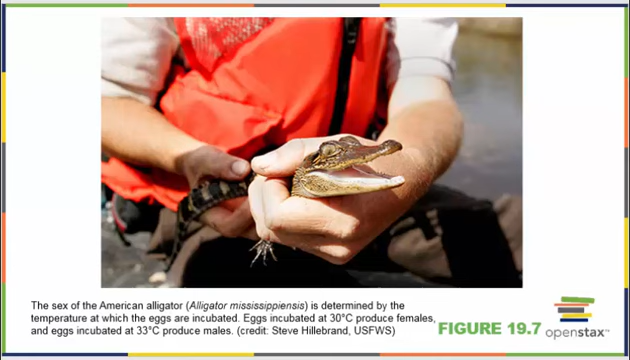 The sex of the American alligator (Alligator mississippiensis) is determined by the
temperature at which the eggs are incubated. Eggs incubated at 30°C produce females,
and eggs incubated at 33°C produce males. (credit: Steve Hillebrand, USFWS)
FIGURE 19.7
openstax™